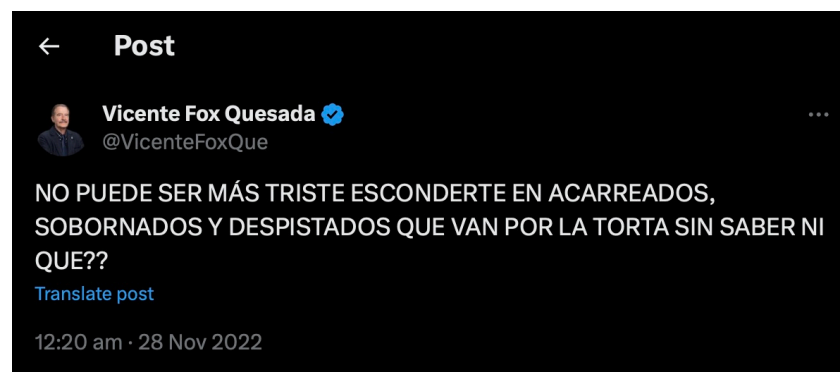 Post
Vicente Fox Quesada
@VicenteFoxQue
NO PUEDE SER MÁS TRISTE ESCONDERTE EN ACARREADOS,
SOBORNADOS Y DESPISTADOS QUE VAN POR LA TORTA SIN SABER NI
QUE??
Translate post
12:20 am · 28 Nov 2022